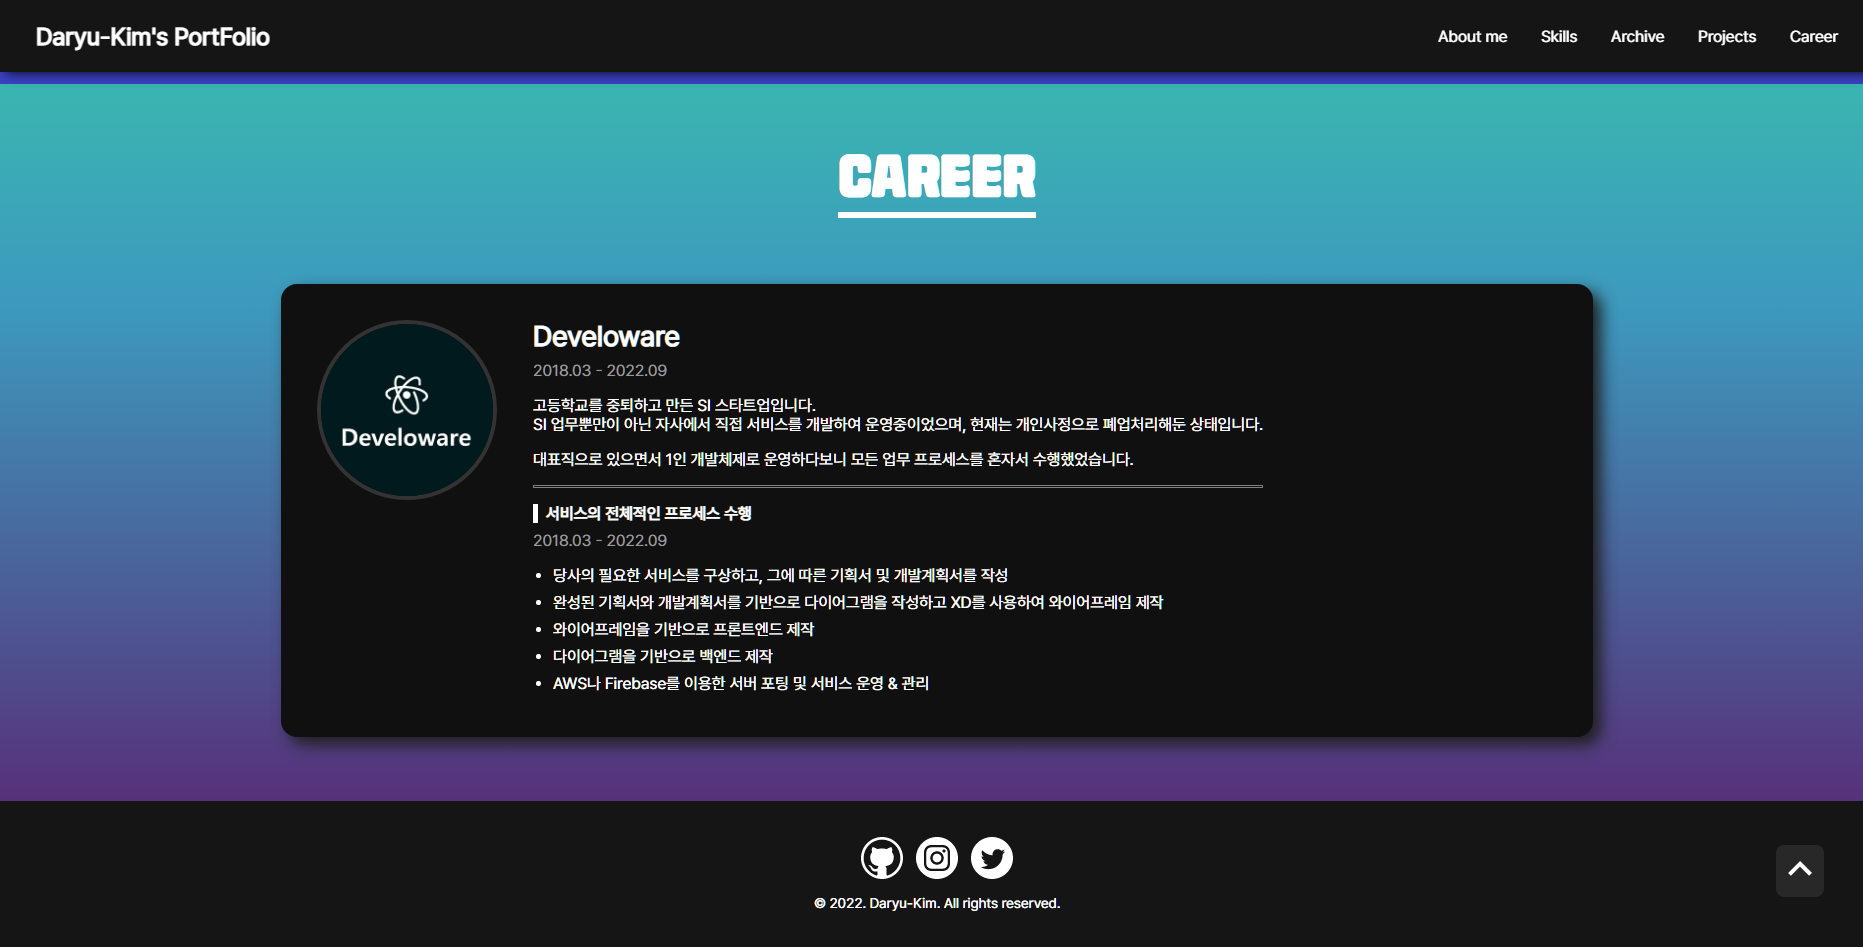 Daryu-Kim's PortFolio
About me Skills Archive Projects Career
CAREER
Develoware
Develoware
2018.03 - 2022.09
고등학교를 중퇴하고 만든 SI 스타트업입니다.
SI 업무뿐만이 아닌 자사에서 직접 서비스를 개발하여 운영중이었으며, 현재는 개인사정으로 폐업처리해둔 상태입니다.
대표직으로 있으면서 1인 개발체제로 운영하다보니 모든 업무 프로세스를 혼자서 수행했었습니다.
서비스의 전체적인 프로세스 수행
2018.03 - 2022.09
• 당사의 필요한 서비스를 구상하고, 그에 따른 기획서 및 개발계획서를 작성
• 완성된 기획서와 개발계획서를 기반으로 다이어그램을 작성하고 XD를 사용하여 와이어프레임 제작
• 와이어프레임을 기반으로 프론트엔드 제작
• 다이어그램을 기반으로 백엔드 제작
• AWS나 Firebase를 이용한 서버 포팅 및 서비스 운영 & 관리
© 2022. Daryu-Kim. All rights reserved.